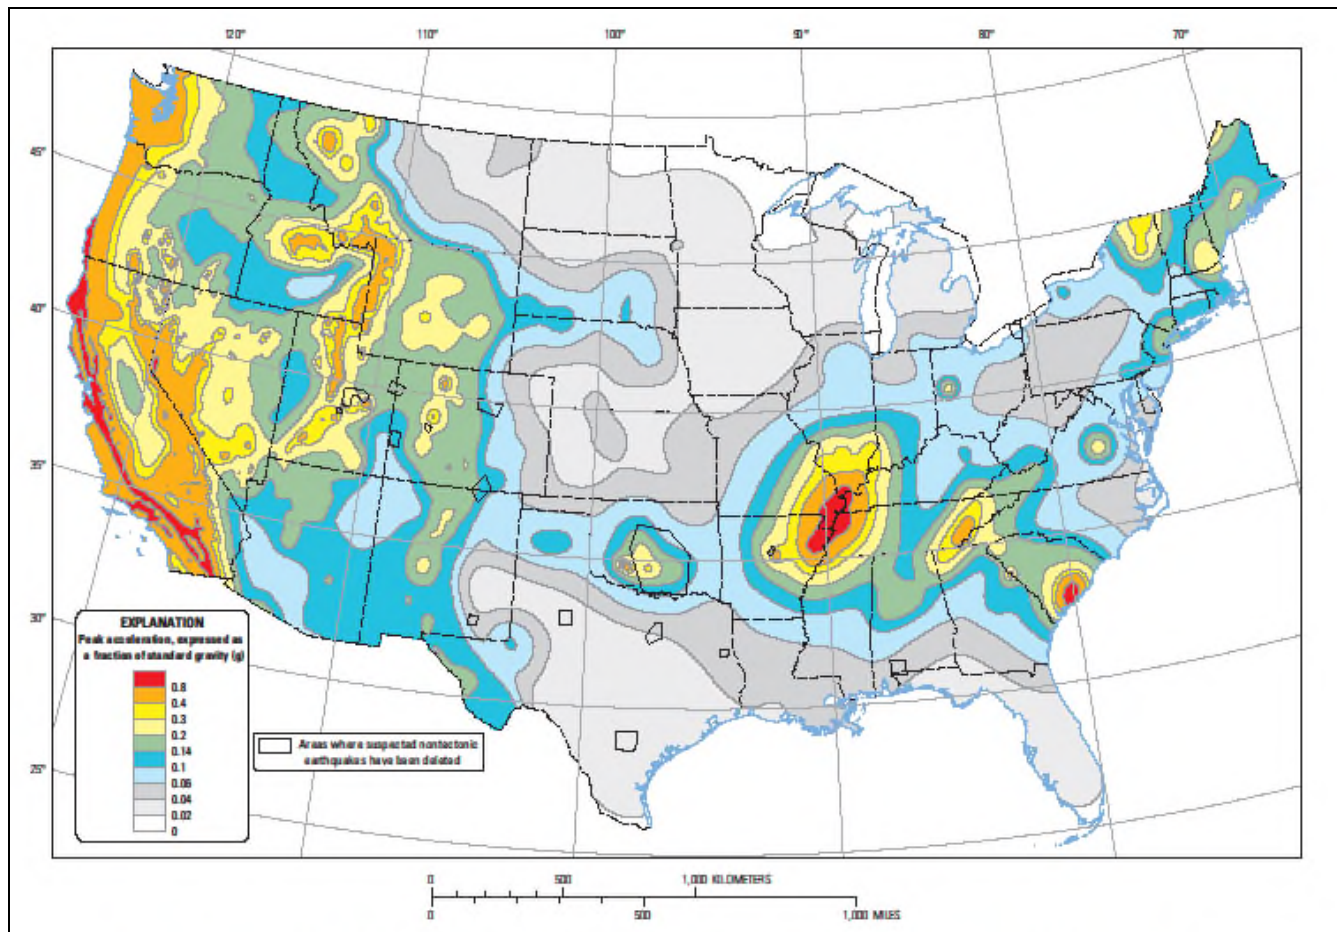 120° 110° 100° 90° 80° 70°
45°
40°
35°
30°
25°
EXPLANATION
Peak acceleration, expressed as
a fraction of standard gravity (g)
0.8
0.4
0.3
0.2
0.14
0.1
0.06
0.04
0.02
0
Areas where suspected nontectonic
earthquakes have been deleted
0 500 1,000 KILOMETERS
0 500 1,000 MILES